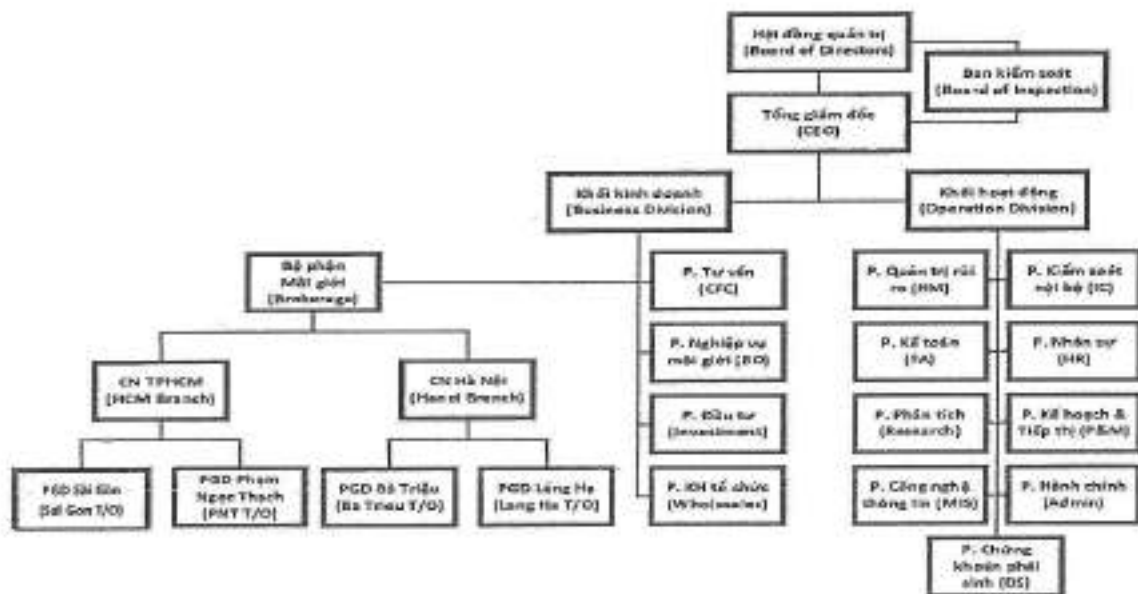 Hội đồng quản trị
(Board of Directors)
Ban kiểm soát
(Board of Inspection)
Tổng giám đốc
(CEO)
Khối kinh doanh
(Business Division)
Khối hoạt động
(Operation Division)
Bộ phận
Môi giới
(Brokerage)
P. Tư vấn
(CFC)
P. Quản trị rủi
ro (RM)
P. Kiểm soát
nội bộ (IC)
CN TPHCM
(HCM Branch)
CN Hà Nội
(Hanoi Branch)
P. Nghiệp vụ
môi giới (BO)
P. Kế toán
(FA)
P. Nhân sự
(HR)
P. Đầu tư
(Investment)
P. Phân tích
(Research)
P. Kế hoạch &
Tiếp thị (P&M)
PGD Sài Gòn
(Sai Gon T/O)
PGD Phạm
Ngọc Thạch
(PNT T/O)
PGD Bà Triệu
(Ba Trieu T/O)
PGD Láng Hạ
(Lang Ha T/O)
P. KH tổ chức
(Wholesales)
P. Công nghệ
thông tin (MIS)
P. Hành chính
(Admin)
P. Chứng
khoán phái
sinh (DS)